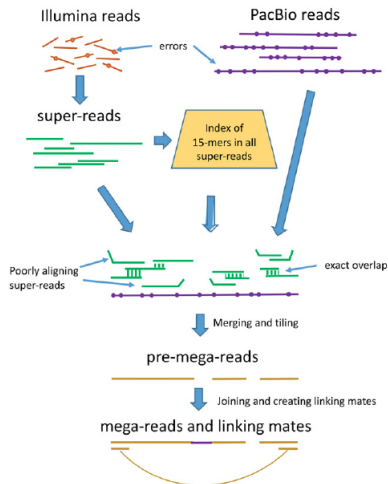 Illumina reads
PacBio reads
errors
super-reads
Index of
15-mers in all
super-reads
Poorly aligning
super-reads
exact overlap
Merging and tiling
pre-mega-reads
Joining and creating linking mates
mega-reads and linking mates